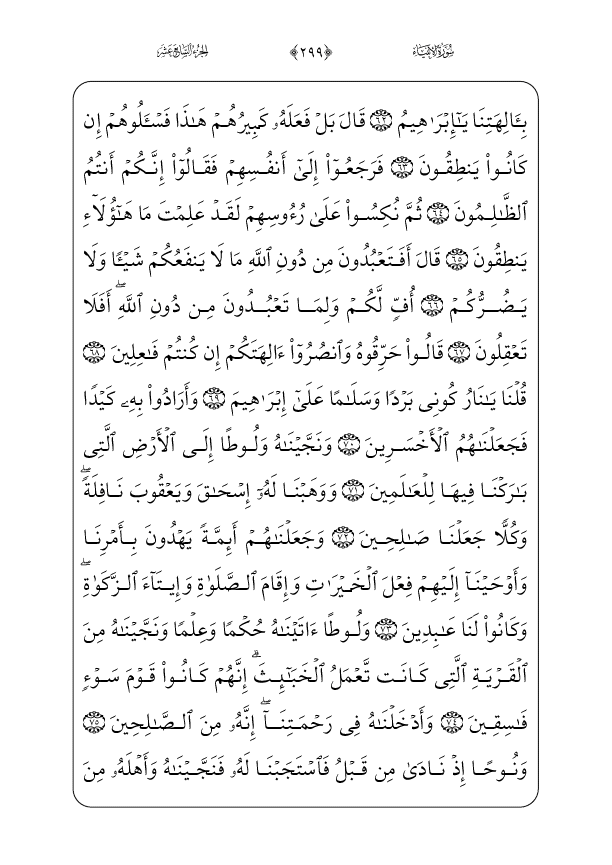 سُورَةُ الأَنْبِيَاء ﴿٢٩٩﴾ الجُزْءُ السَّابِعَ عَشَرَ
بِـَٔالِهَتِنَا يَـٰٓإِبْرَٰهِيمُ ٦٢ قَالَ بَلْ فَعَلَهُۥ كَبِيرُهُمْ هَـٰذَا فَسْـَٔلُوهُمْ إِن
كَانُوا۟ يَنطِقُونَ ٦٣ فَرَجَعُوٓا۟ إِلَىٰٓ أَنفُسِهِمْ فَقَالُوٓا۟ إِنَّكُمْ أَنتُمُ
ٱلظَّـٰلِمُونَ ٦٤ ثُمَّ نُكِسُوا۟ عَلَىٰ رُءُوسِهِمْ لَقَدْ عَلِمْتَ مَا هَـٰٓؤُلَآءِ
يَنطِقُونَ ٦٥ قَالَ أَفَتَعْبُدُونَ مِن دُونِ ٱللَّهِ مَا لَا يَنفَعُكُمْ شَيْـًٔا وَلَا
يَضُرُّكُمْ ٦٦ أُفٍّ لَّكُمْ وَلِمَا تَعْبُدُونَ مِن دُونِ ٱللَّهِ ۖ أَفَلَا
تَعْقِلُونَ ٦٧ قَالُوا۟ حَرِّقُوهُ وَٱنصُرُوٓا۟ ءَالِهَتَكُمْ إِن كُنتُمْ فَـٰعِلِينَ ٦٨
قُلْنَا يَـٰنَارُ كُونِى بَرْدًا وَسَلَـٰمًا عَلَىٰٓ إِبْرَٰهِيمَ ٦٩ وَأَرَادُوا۟ بِهِۦ كَيْدًا
فَجَعَلْنَـٰهُمُ ٱلْأَخْسَرِينَ ٧٠ وَنَجَّيْنَـٰهُ وَلُوطًا إِلَى ٱلْأَرْضِ ٱلَّتِى
بَـٰرَكْنَا فِيهَا لِلْعَـٰلَمِينَ ٧١ وَوَهَبْنَا لَهُۥٓ إِسْحَـٰقَ وَيَعْقُوبَ نَافِلَةً ۖ
وَكُلًّا جَعَلْنَا صَـٰلِحِينَ ٧٢ وَجَعَلْنَـٰهُمْ أَئِمَّةً يَهْدُونَ بِأَمْرِنَا
وَأَوْحَيْنَآ إِلَيْهِمْ فِعْلَ ٱلْخَيْرَٰتِ وَإِقَامَ ٱلصَّلَوٰةِ وَإِيتَآءَ ٱلزَّكَوٰةِ ۖ
وَكَانُوا۟ لَنَا عَـٰبِدِينَ ٧٣ وَلُوطًا ءَاتَيْنَـٰهُ حُكْمًا وَعِلْمًا وَنَجَّيْنَـٰهُ مِنَ
ٱلْقَرْيَةِ ٱلَّتِى كَانَت تَّعْمَلُ ٱلْخَبَـٰٓئِثَ ۗ إِنَّهُمْ كَانُوا۟ قَوْمَ سَوْءٍ
فَـٰسِقِينَ ٧٤ وَأَدْخَلْنَـٰهُ فِى رَحْمَتِنَآ ۖ إِنَّهُۥ مِنَ ٱلصَّـٰلِحِينَ ٧٥
وَنُوحًا إِذْ نَادَىٰ مِن قَبْلُ فَٱسْتَجَبْنَا لَهُۥ فَنَجَّيْنَـٰهُ وَأَهْلَهُۥ مِنَ